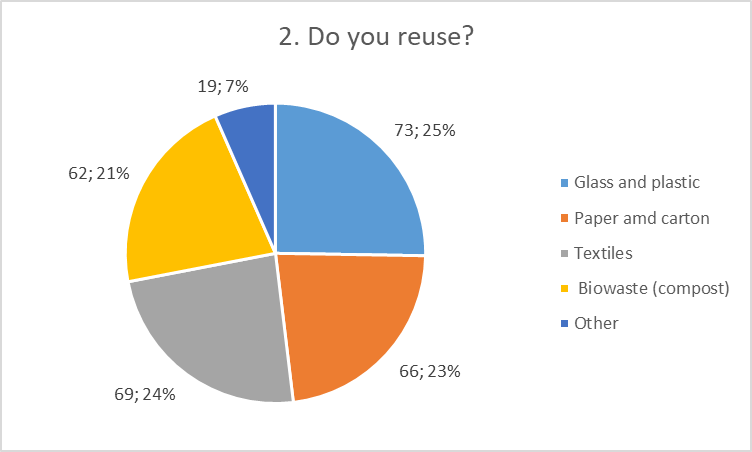 2. Do you reuse?
19; 7%
73; 25%
62; 21%
69; 24%
66; 23%
Glass and plastic
Paper amd carton
Textiles
Biowaste (compost)
Other